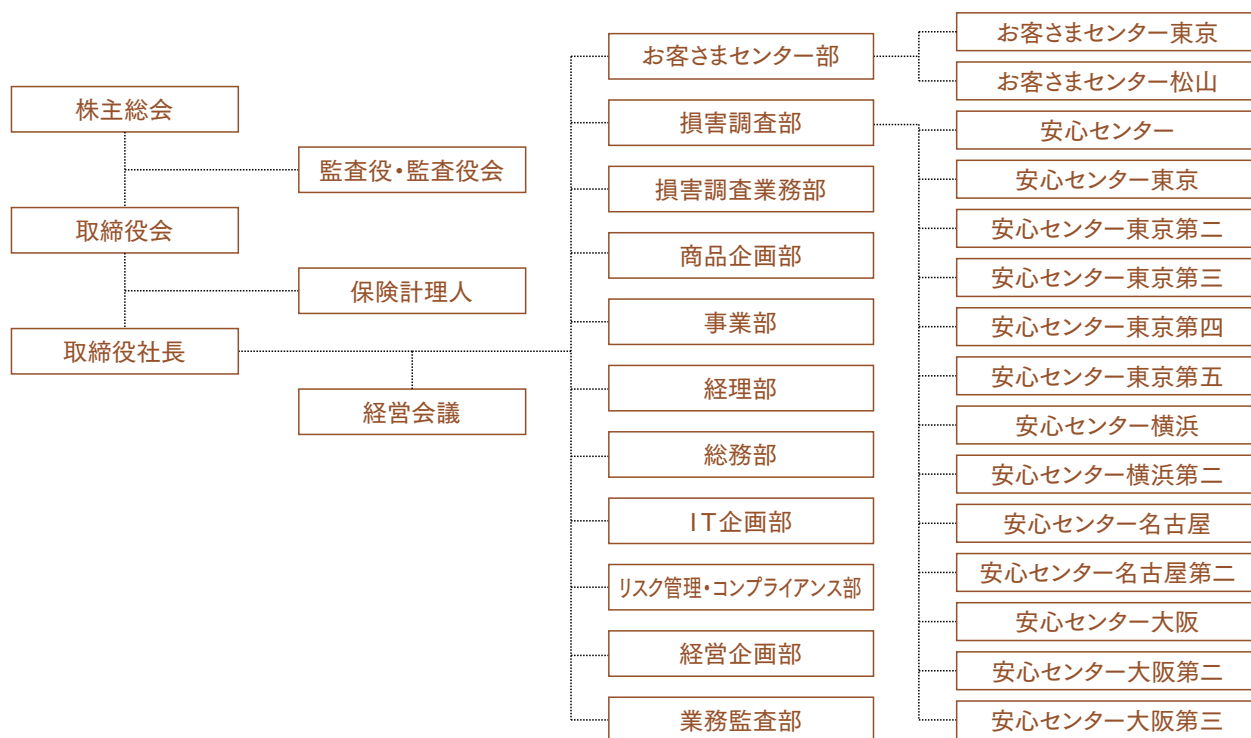 株主総会
監査役・監査役会
取締役会
保険計理人
取締役社長
経営会議
お客さまセンター部
損害調査部
損害調査業務部
商品企画部
事業部
経理部
総務部
IT企画部
リスク管理・コンプライアンス部
経営企画部
業務監査部
お客さまセンター東京
お客さまセンター松山
安心センター
安心センター東京
安心センター東京第二
安心センター東京第三
安心センター東京第四
安心センター東京第五
安心センター横浜
安心センター横浜第二
安心センター名古屋
安心センター名古屋第二
安心センター大阪
安心センター大阪第二
安心センター大阪第三